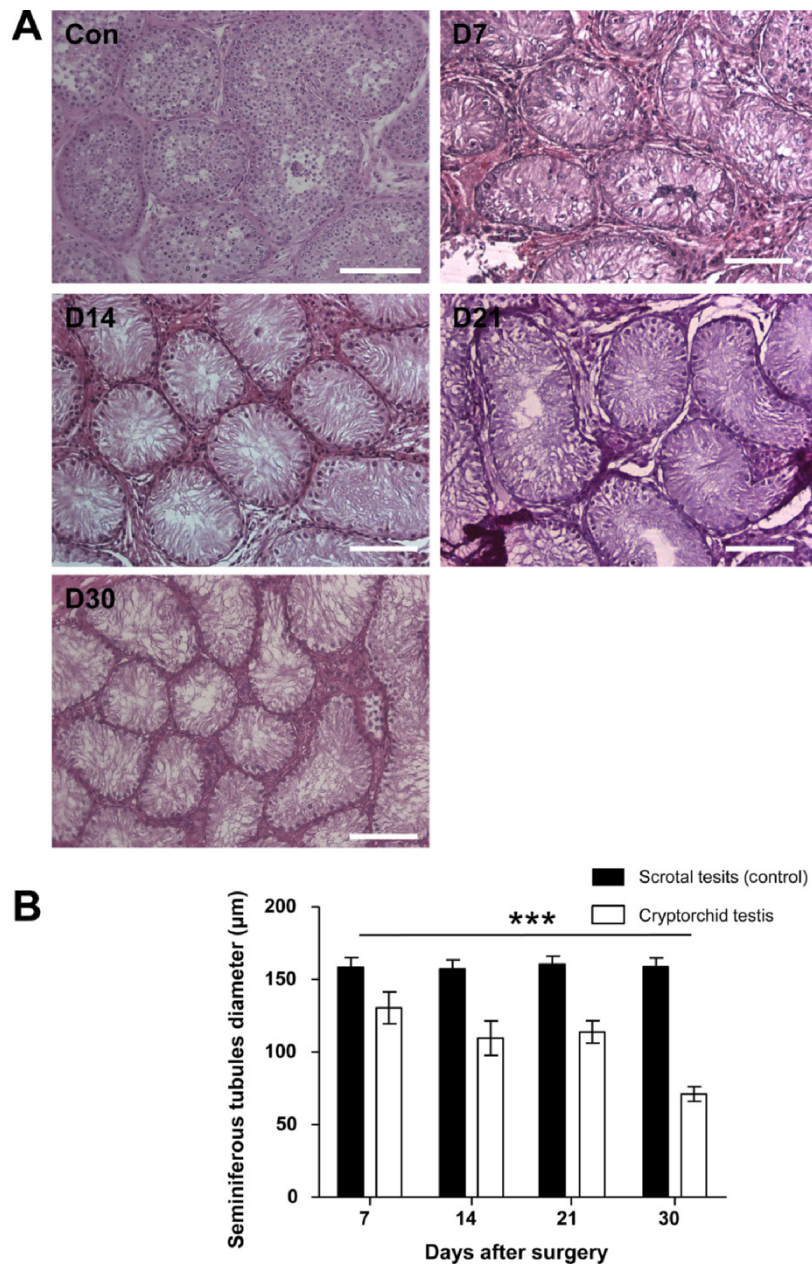 A
Con
D7
D14
D21
D30
B
Scrotal testits (control)
Cryptorchid testis
***
Seminiferous tubules diameter (μm)
200
150
100
50
0
7 14 21 30
Days after surgery